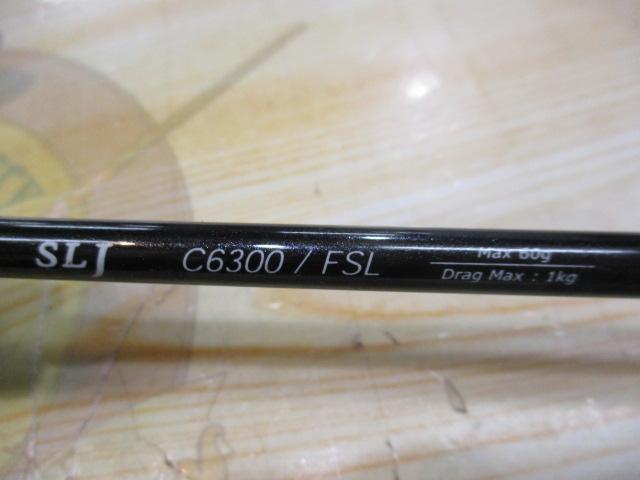 SLJ C6300 / FSL
Max 60g
Drag Max : 1kg